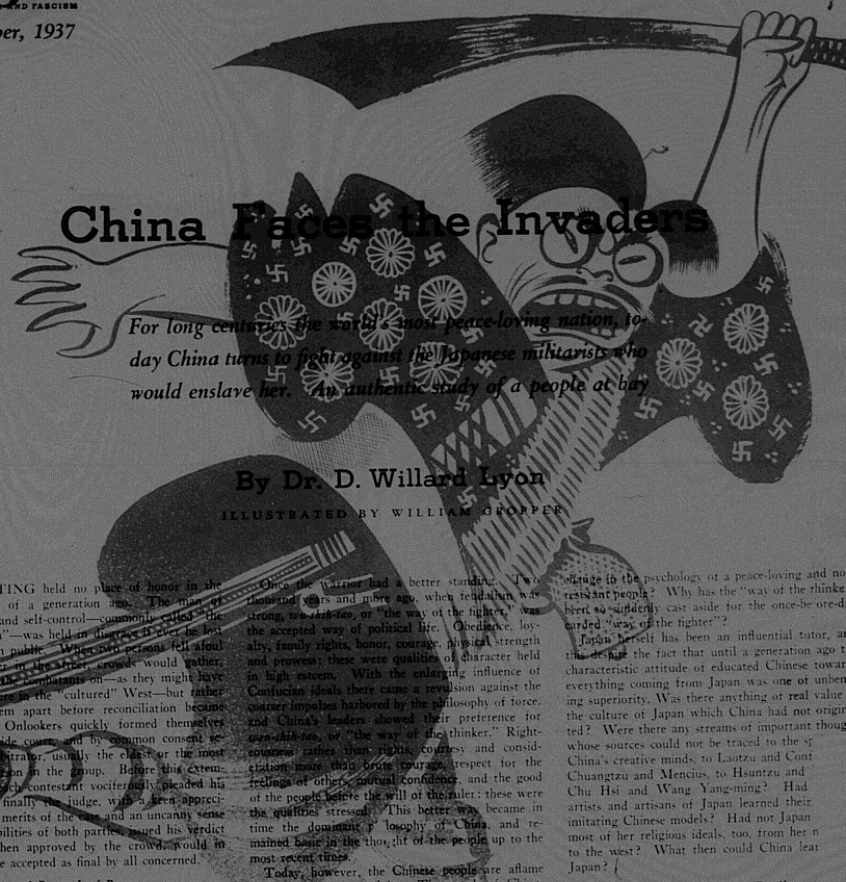 AND FASCISM
er, 1937
China Faces the Invaders
For long centuries the world's most peace-loving nation, to-
day China turns to fight against the Japanese militarists who
would enslave her. An authentic study of a people at bay
By Dr. D. Willard Lyon
ILLUSTRATED BY WILLIAM GROPPER
TING held no place of honor in the
of a generation ago. The man of
and self-control—commonly called "the
"—was held in disgrace if ever he lost
n public. When two persons fell afoul
er in the street, crowds would gather,
the combatants on—as they might have
ere in the "cultured" West—but rather
em apart before reconciliation became
Onlookers quickly formed themselves
ide court, and by common consent se-
bitrator, usually the eldest or the most
son in the group. Before this extem-
ch contestant vociferously pleaded his
finally the judge, with keen appreci-
merits of the case and an uncanny sense
bilities of both parties, issued his verdict
hen approved by the crowd, would in
e accepted as final by all concerned.
Once the warrior had a better standing. Two
thousand years and more ago, when feudalism was
strong, wu-shih-tao, or "the way of the fighter," was
the accepted way of political life. Obedience, loy-
alty, family rights, honor, courage, physical strength
and prowess: these were qualities of character held
in high esteem. With the enlarging influence of
Confucian ideals there came a revulsion against the
coarser impulses harbored by the philosophy of force,
and China's leaders showed their preference for
or "the way of the thinker." Right-
eousness rather than rights, courtesy and consid-
eration more than brute courage, respect for the
feelings of others, mutual confidence, and the good
of the people before the will of the ruler: these were
the qualities stressed. This better way became in
time the dominant philosophy of China, and re-
mained basic in the thought of the people up to the
most recent times.
Today, however, the Chinese people are aflame
change in the psychology of a peace-loving and no
resistant people? Why has the "way of the thinke
been so suddenly cast aside for the once-be ore-di
carded "way of the fighter"?
Japan herself has been an influential tutor, a
this despite the fact that until a generation ago t
characteristic attitude of educated Chinese towar
everything coming from Japan was one of unben
ing superiority. Was there anything of real value
the culture of Japan which China had not origin
ted? Were there any streams of important thoug
whose sources could not be traced to the sp
China's creative minds, to Laotzu and Conf
Chuangtzu and Mencius, to Hsuntzu and
Chu Hsi and Wang Yang-ming? Had
artists and artisans of Japan learned their
imitating Chinese models? Had not Japan
most of her religious ideas, too, from her n
to the west? What then could China lear
Japan?